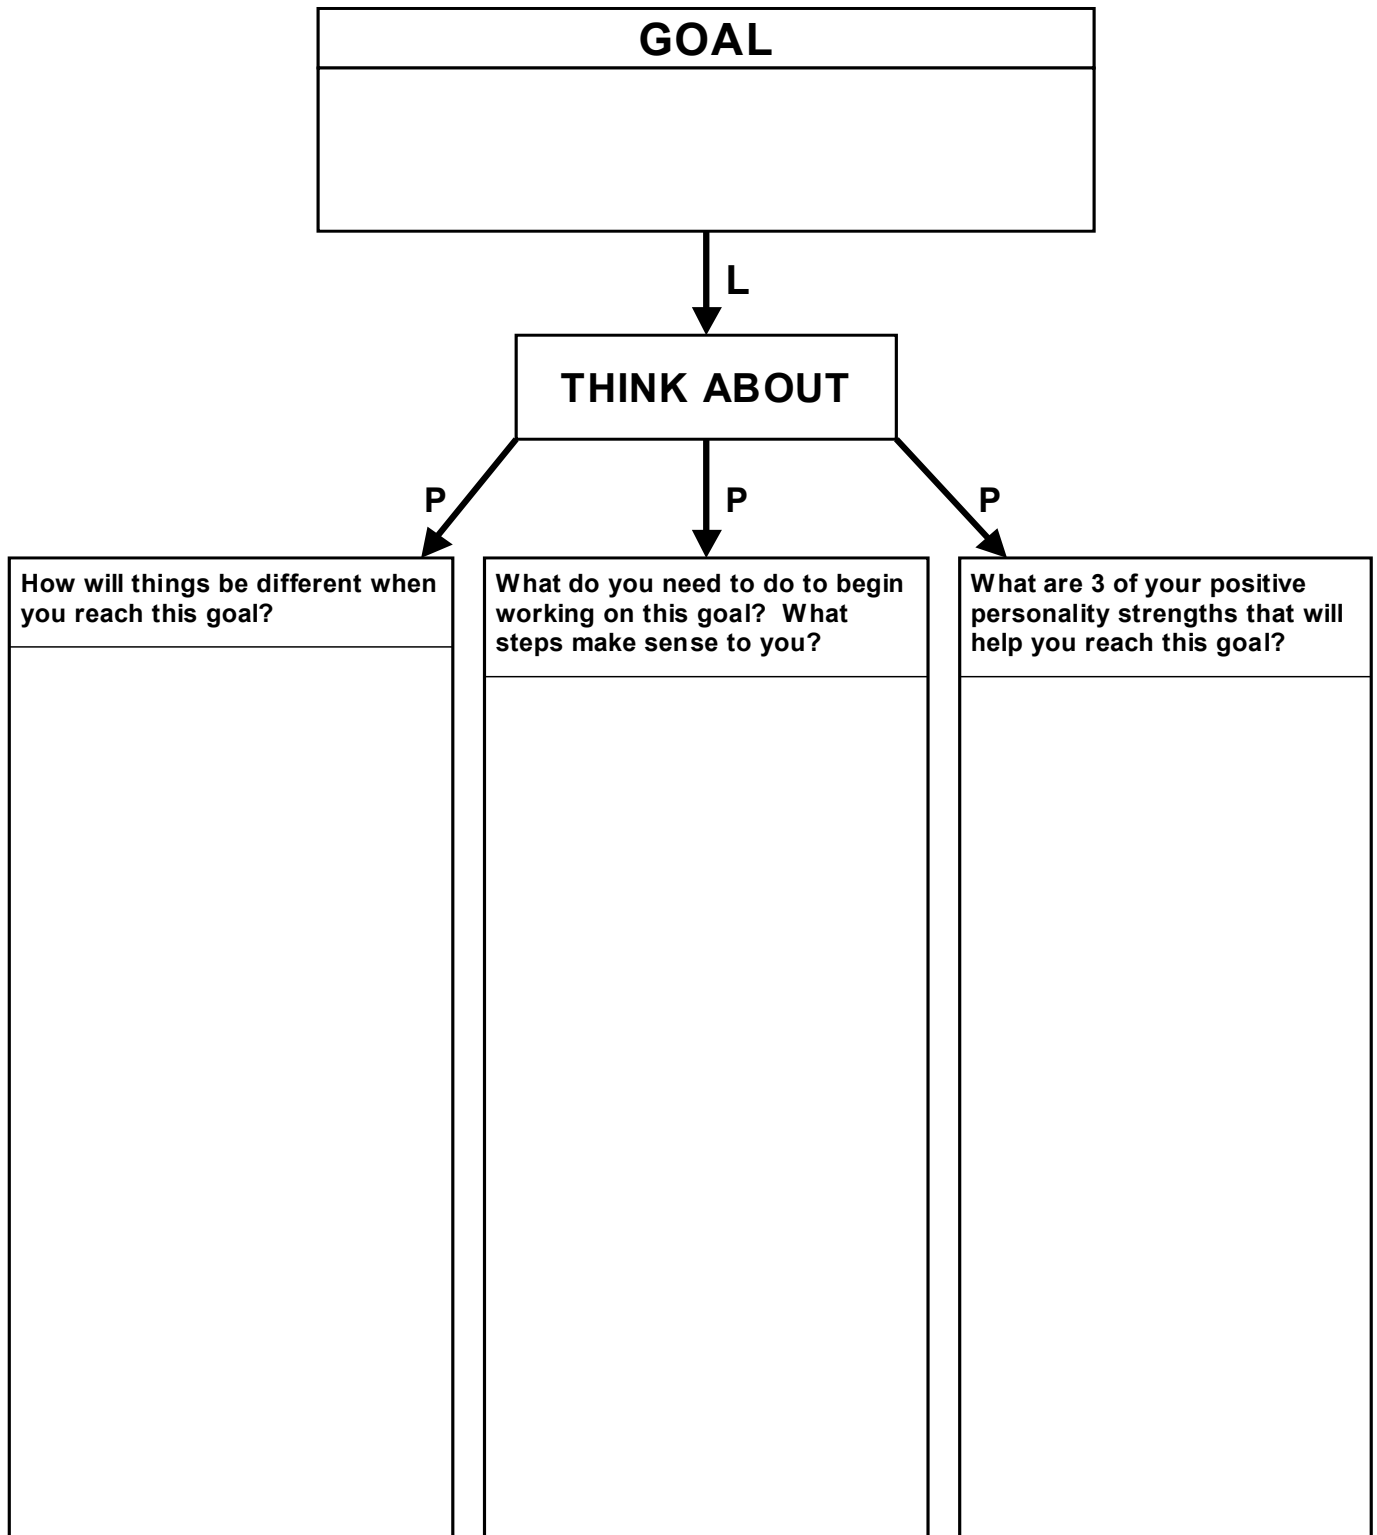 GOAL
L
THINK ABOUT
P P P
How will things be different when
you reach this goal?
What do you need to do to begin
working on this goal?  What
steps make sense to you?
What are 3 of your positive
personality strengths that will
help you reach this goal?